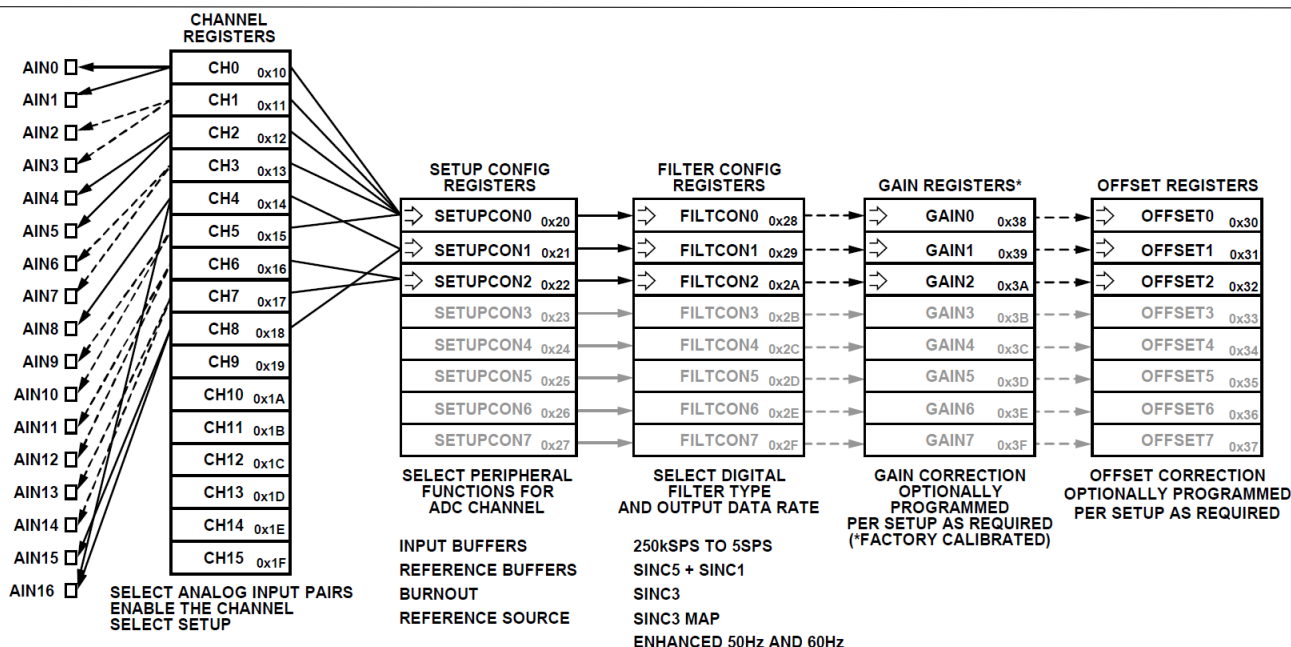 CHANNEL
REGISTERS
AIN0
AIN1
AIN2
AIN3
AIN4
AIN5
AIN6
AIN7
AIN8
AIN9
AIN10
AIN11
AIN12
AIN13
AIN14
AIN15
AIN16
CH0 0x10
CH1 0x11
CH2 0x12
CH3 0x13
CH4 0x14
CH5 0x15
CH6 0x16
CH7 0x17
CH8 0x18
CH9 0x19
CH10 0x1A
CH11 0x1B
CH12 0x1C
CH13 0x1D
CH14 0x1E
CH15 0x1F
SELECT ANALOG INPUT PAIRS
ENABLE THE CHANNEL
SELECT SETUP
SETUP CONFIG
REGISTERS
SETUPCON0 0x20
SETUPCON1 0x21
SETUPCON2 0x22
SETUPCON3 0x23
SETUPCON4 0x24
SETUPCON5 0x25
SETUPCON6 0x26
SETUPCON7 0x27
SELECT PERIPHERAL
FUNCTIONS FOR
ADC CHANNEL
INPUT BUFFERS
REFERENCE BUFFERS
BURNOUT
REFERENCE SOURCE
FILTER CONFIG
REGISTERS
FILTCON0 0x28
FILTCON1 0x29
FILTCON2 0x2A
FILTCON3 0x2B
FILTCON4 0x2C
FILTCON5 0x2D
FILTCON6 0x2E
FILTCON7 0x2F
SELECT DIGITAL
FILTER TYPE
AND OUTPUT DATA RATE
250kSPS TO 5SPS
SINC5 + SINC1
SINC3
SINC3 MAP
ENHANCED 50Hz AND 60Hz
GAIN REGISTERS*
GAIN0 0x38
GAIN1 0x39
GAIN2 0x3A
GAIN3 0x3B
GAIN4 0x3C
GAIN5 0x3D
GAIN6 0x3E
GAIN7 0x3F
GAIN CORRECTION
OPTIONALLY
PROGRAMMED
PER SETUP AS REQUIRED
(*FACTORY CALIBRATED)
OFFSET REGISTERS
OFFSET0 0x30
OFFSET1 0x31
OFFSET2 0x32
OFFSET3 0x33
OFFSET4 0x34
OFFSET5 0x35
OFFSET6 0x36
OFFSET7 0x37
OFFSET CORRECTION
OPTIONALLY PROGRAMMED
PER SETUP AS REQUIRED